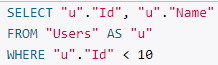 SELECT "u"."Id", "u"."Name"
FROM "Users" AS "u"
WHERE "u"."Id" < 10